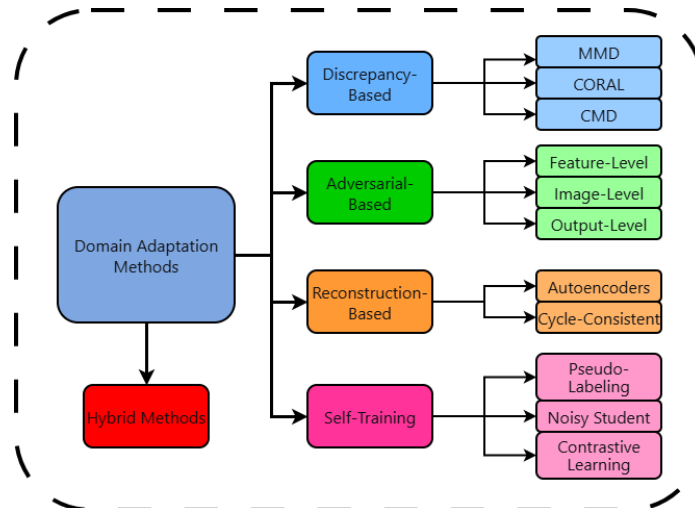 Domain Adaptation
Methods
Hybrid Methods
Discrepancy-
Based
MMD
CORAL
CMD
Adversarial-
Based
Feature-Level
Image-Level
Output-Level
Reconstruction-
Based
Autoencoders
Cycle-Consistent
Self-Training
Pseudo-
Labeling
Noisy Student
Contrastive
Learning